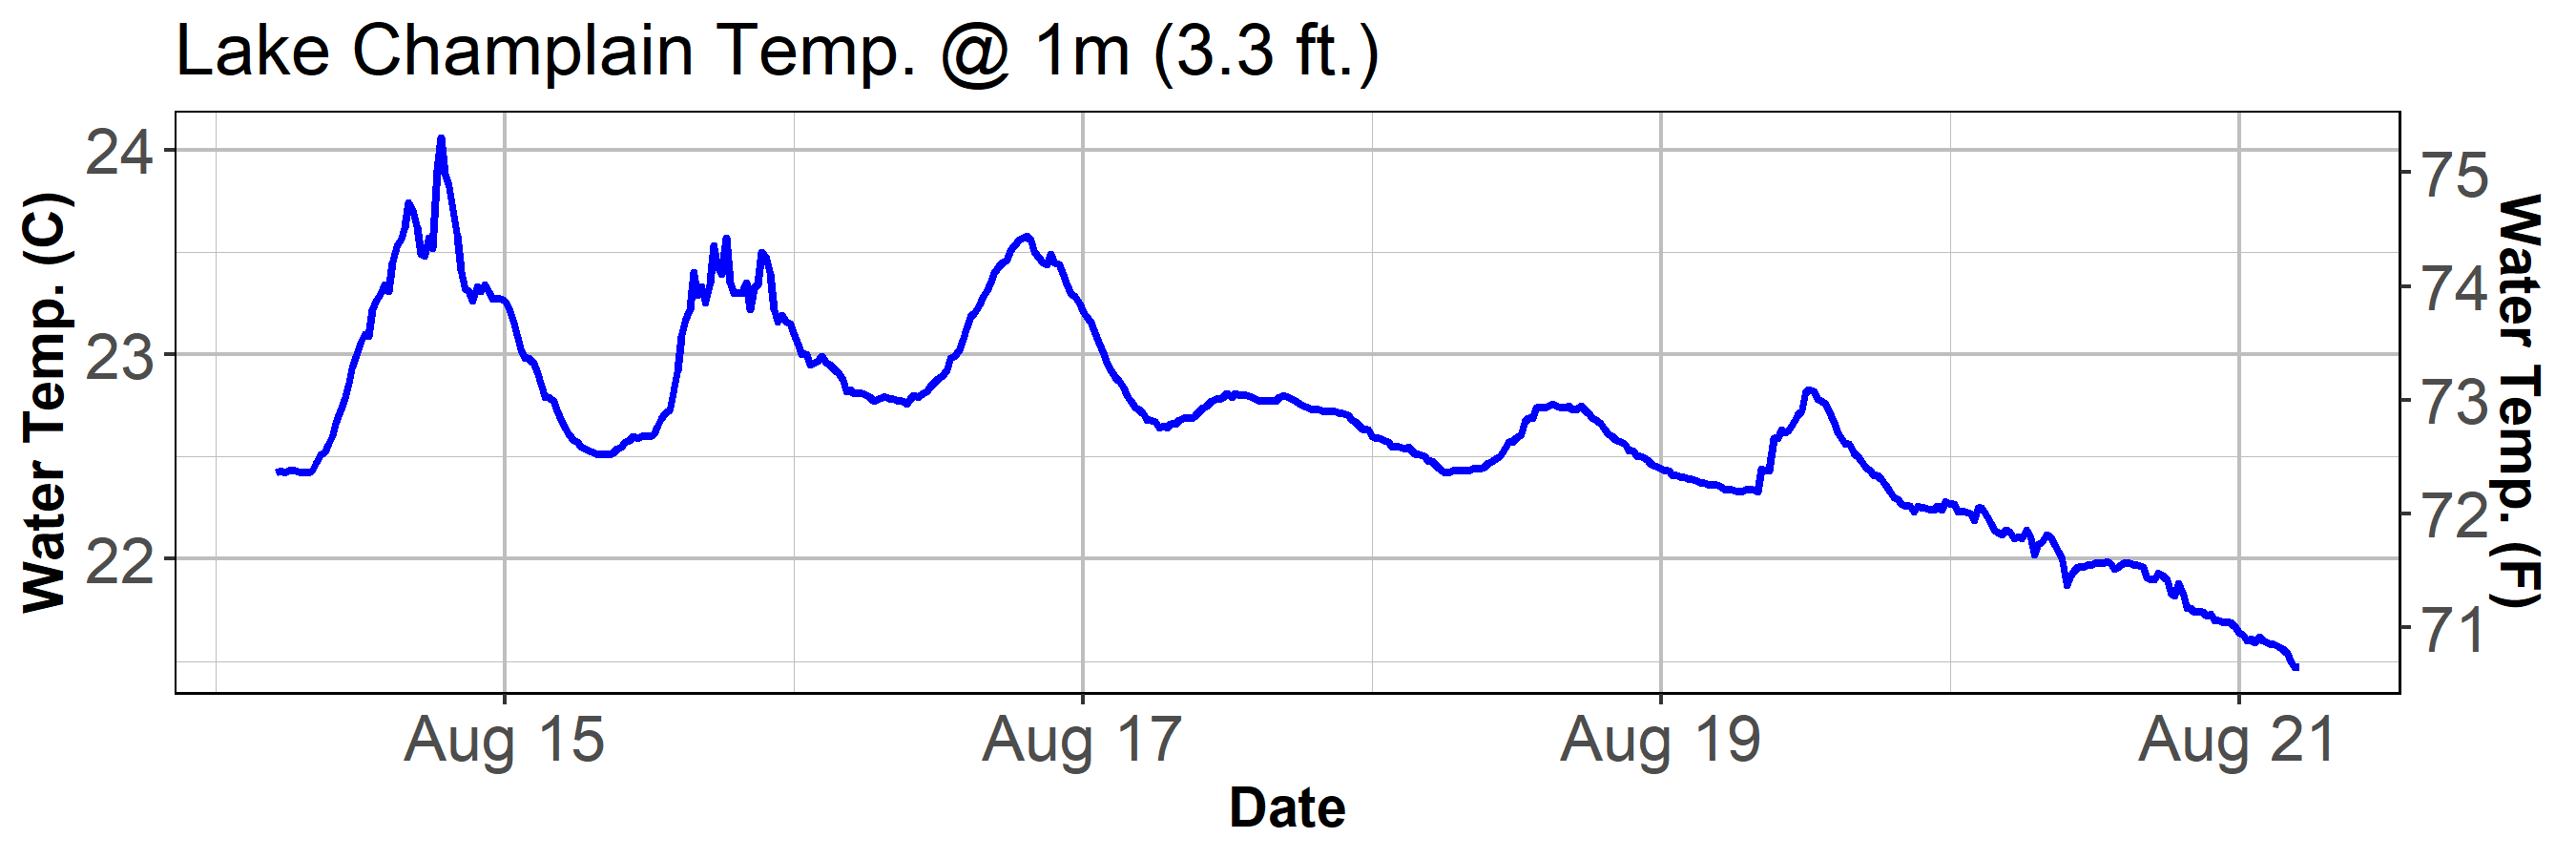 Lake Champlain Temp. @ 1m (3.3 ft.)
Water Temp. (C)
24
23
22
75
74
73
72
71
Water Temp. (F)
Aug 15 Aug 17 Aug 19 Aug 21
Date